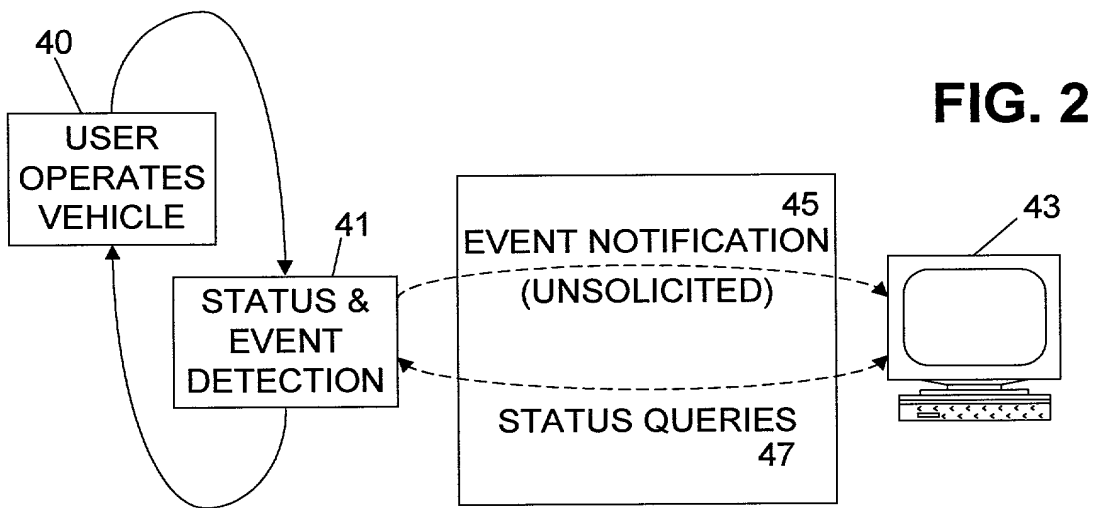 40
FIG. 2
USER
OPERATES
VEHICLE
41
45
43
EVENT NOTIFICATION
(UNSOLICITED)
STATUS &
EVENT
DETECTION
STATUS QUERIES
47